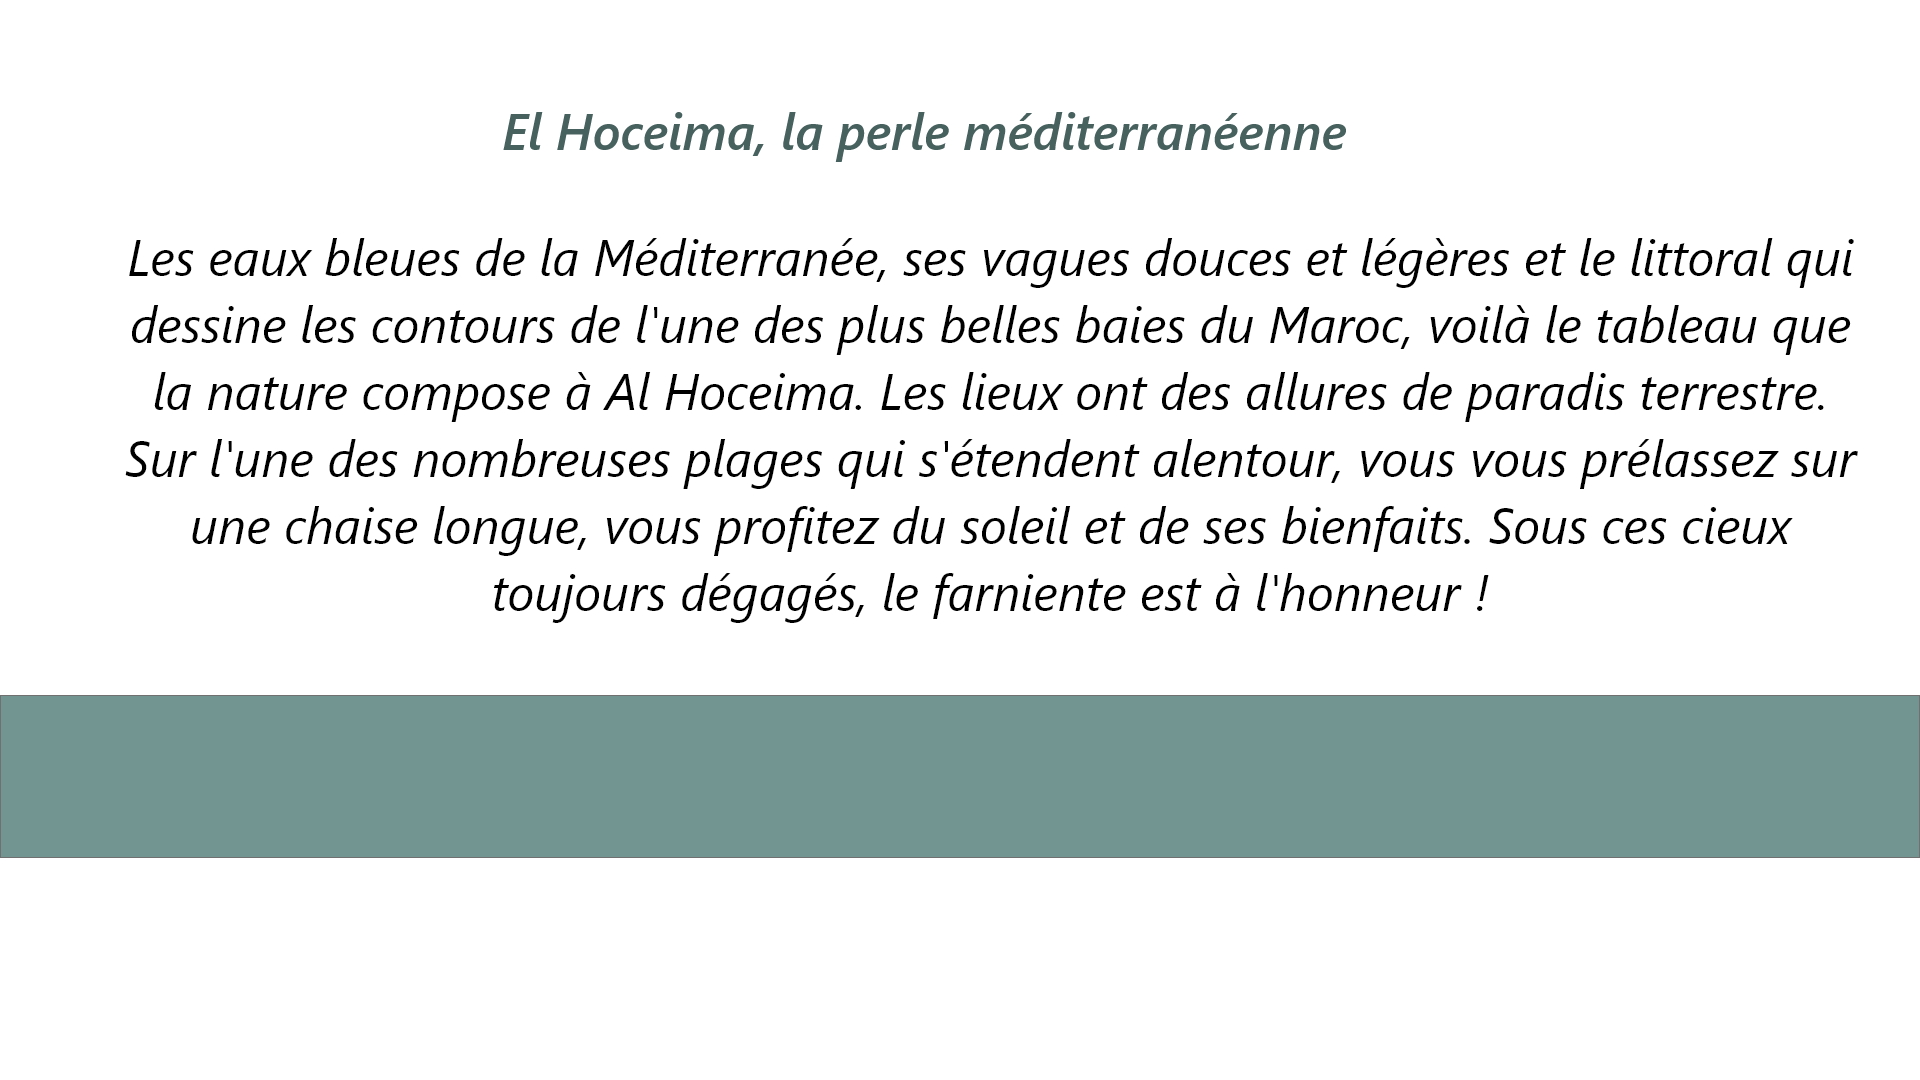 El Hoceima, la perle méditerranéenne
Les eaux bleues de la Méditerranée, ses vagues douces et légères et le littoral qui
dessine les contours de l'une des plus belles baies du Maroc, voilà le tableau que
la nature compose à Al Hoceima. Les lieux ont des allures de paradis terrestre.
Sur l'une des nombreuses plages qui s'étendent alentour, vous vous prélassez sur
une chaise longue, vous profitez du soleil et de ses bienfaits. Sous ces cieux
toujours dégagés, le farniente est à l'honneur !